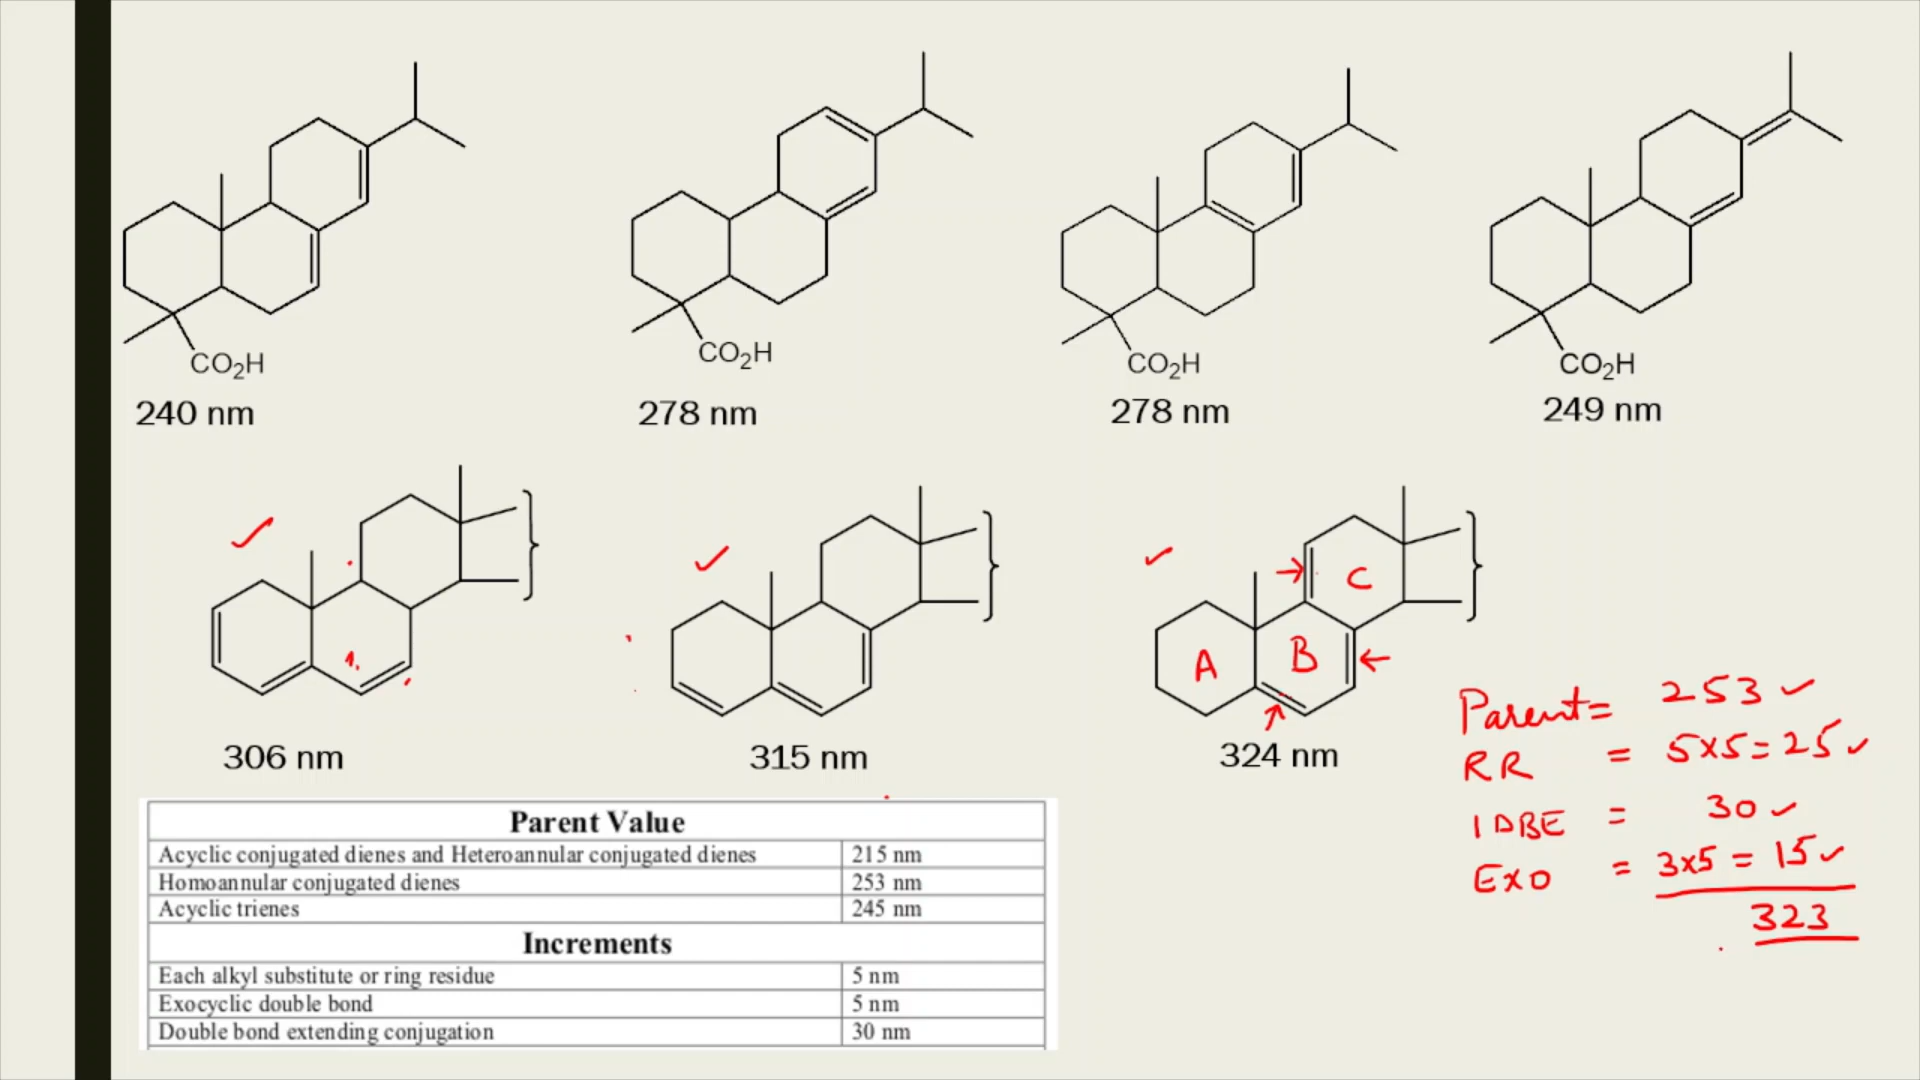 CO₂H
CO₂H
CO₂H
CO₂H
240 nm
278 nm
278 nm
249 nm
A
B
C
306 nm
315 nm
324 nm
Parent= 253 ✓
RR = 5x5=25✓
1 DBE = 30✓
Exo = 3x5 = 15✓
323
Parent Value
Acyclic conjugated dienes and Heteroannular conjugated dienes 215 nm
Homoannular conjugated dienes 253 nm
Acyclic trienes 245 nm
Increments
Each alkyl substitute or ring residue 5 nm
Exocyclic double bond 5 nm
Double bond extending conjugation 30 nm